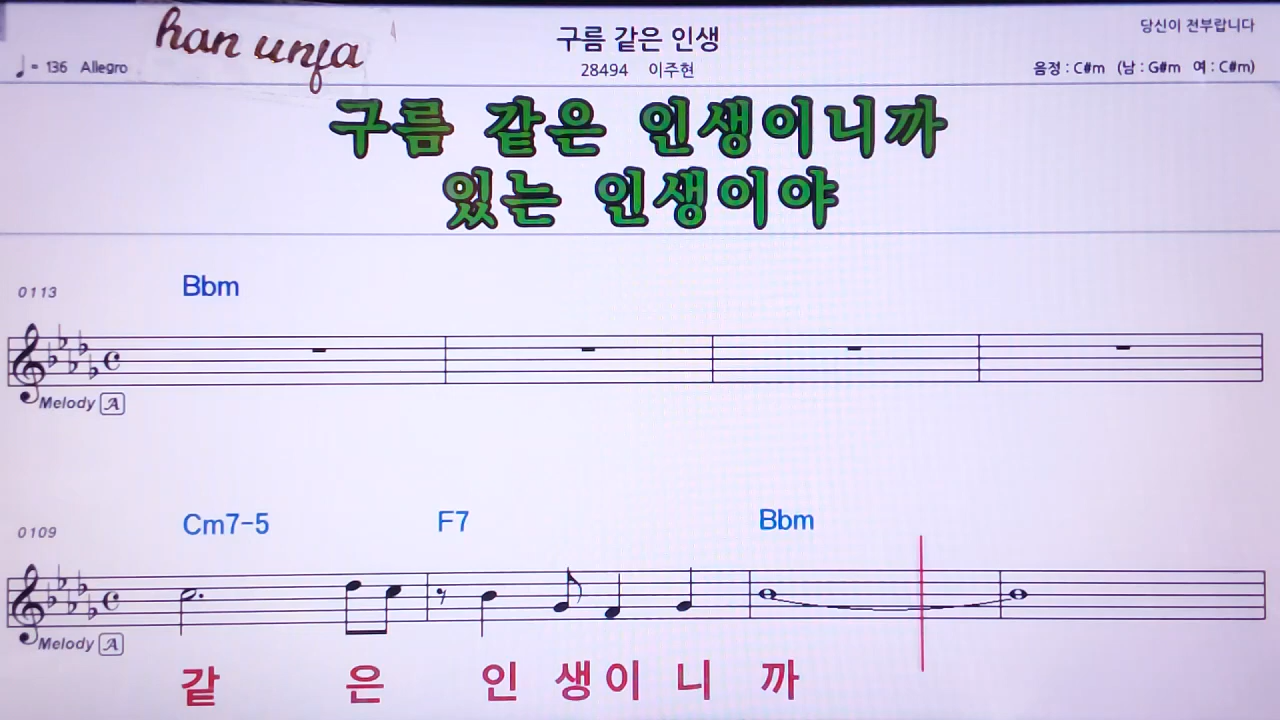 han unja
구름 같은 인생
당신이 전부랍니다
♩= 136 Allegro
28494 이주현
음정 : C#m (남 : G#m 여 : C#m)
구름 같은 인생이니까
있는 인생이야
0113
Bbm
Melody A
0109
Cm7-5 F7 Bbm
Melody A
같 은 인 생 이 니 까